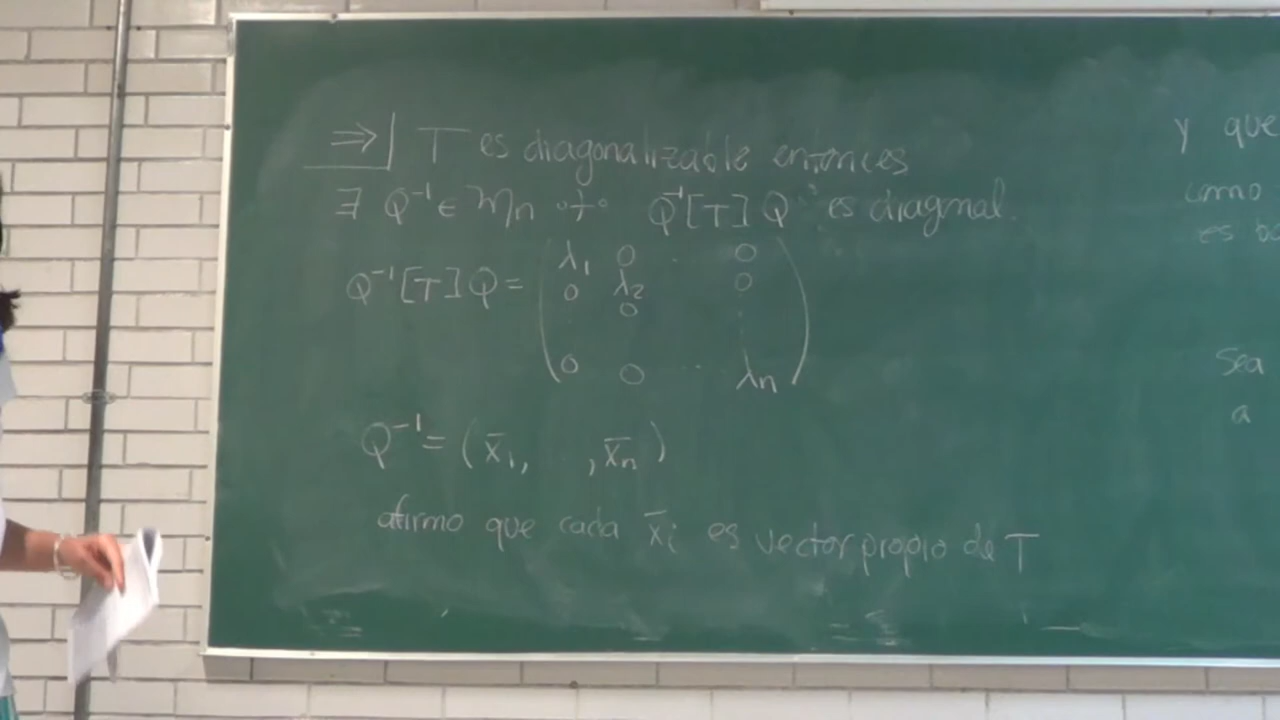 ⇒| T es diagonalizable entonces
∃ Q⁻¹ ∈ Mn ∘+∘ Q⁻¹[T]Q es diagonal.
Q⁻¹[T]Q = ( λ₁ 0 · 0
0 λ₂ 0
0
0 0 ... λn )
Q⁻¹ = (x̄₁, ..., x̄n)
afirmo que cada x̄i es vector propio de T
y que
como
es
Sea
a